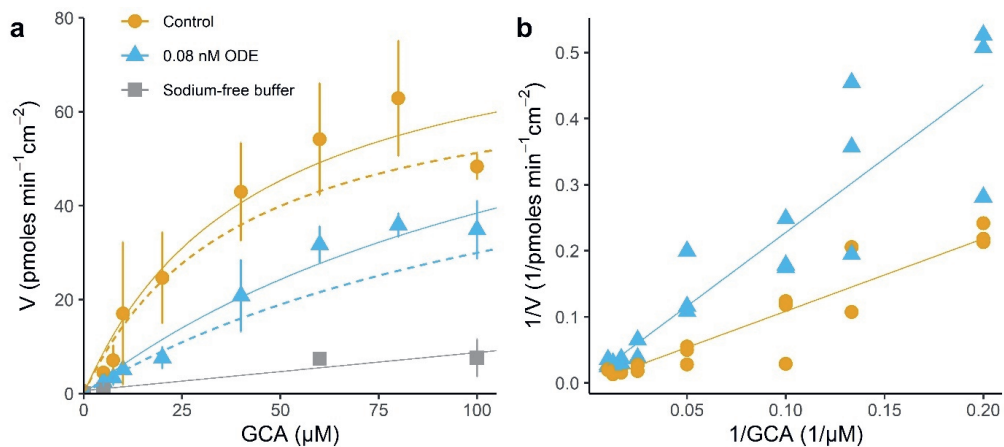 a
Control
0.08 nM ODE
Sodium-free buffer
V (pmoles min⁻¹cm⁻²)
80
60
40
20
0
0 25 50 75 100
GCA (µM)
b
1/V (1/pmoles min⁻¹cm⁻²)
0.5
0.4
0.3
0.2
0.1
0.0
0.05 0.10 0.15 0.20
1/GCA (1/µM)